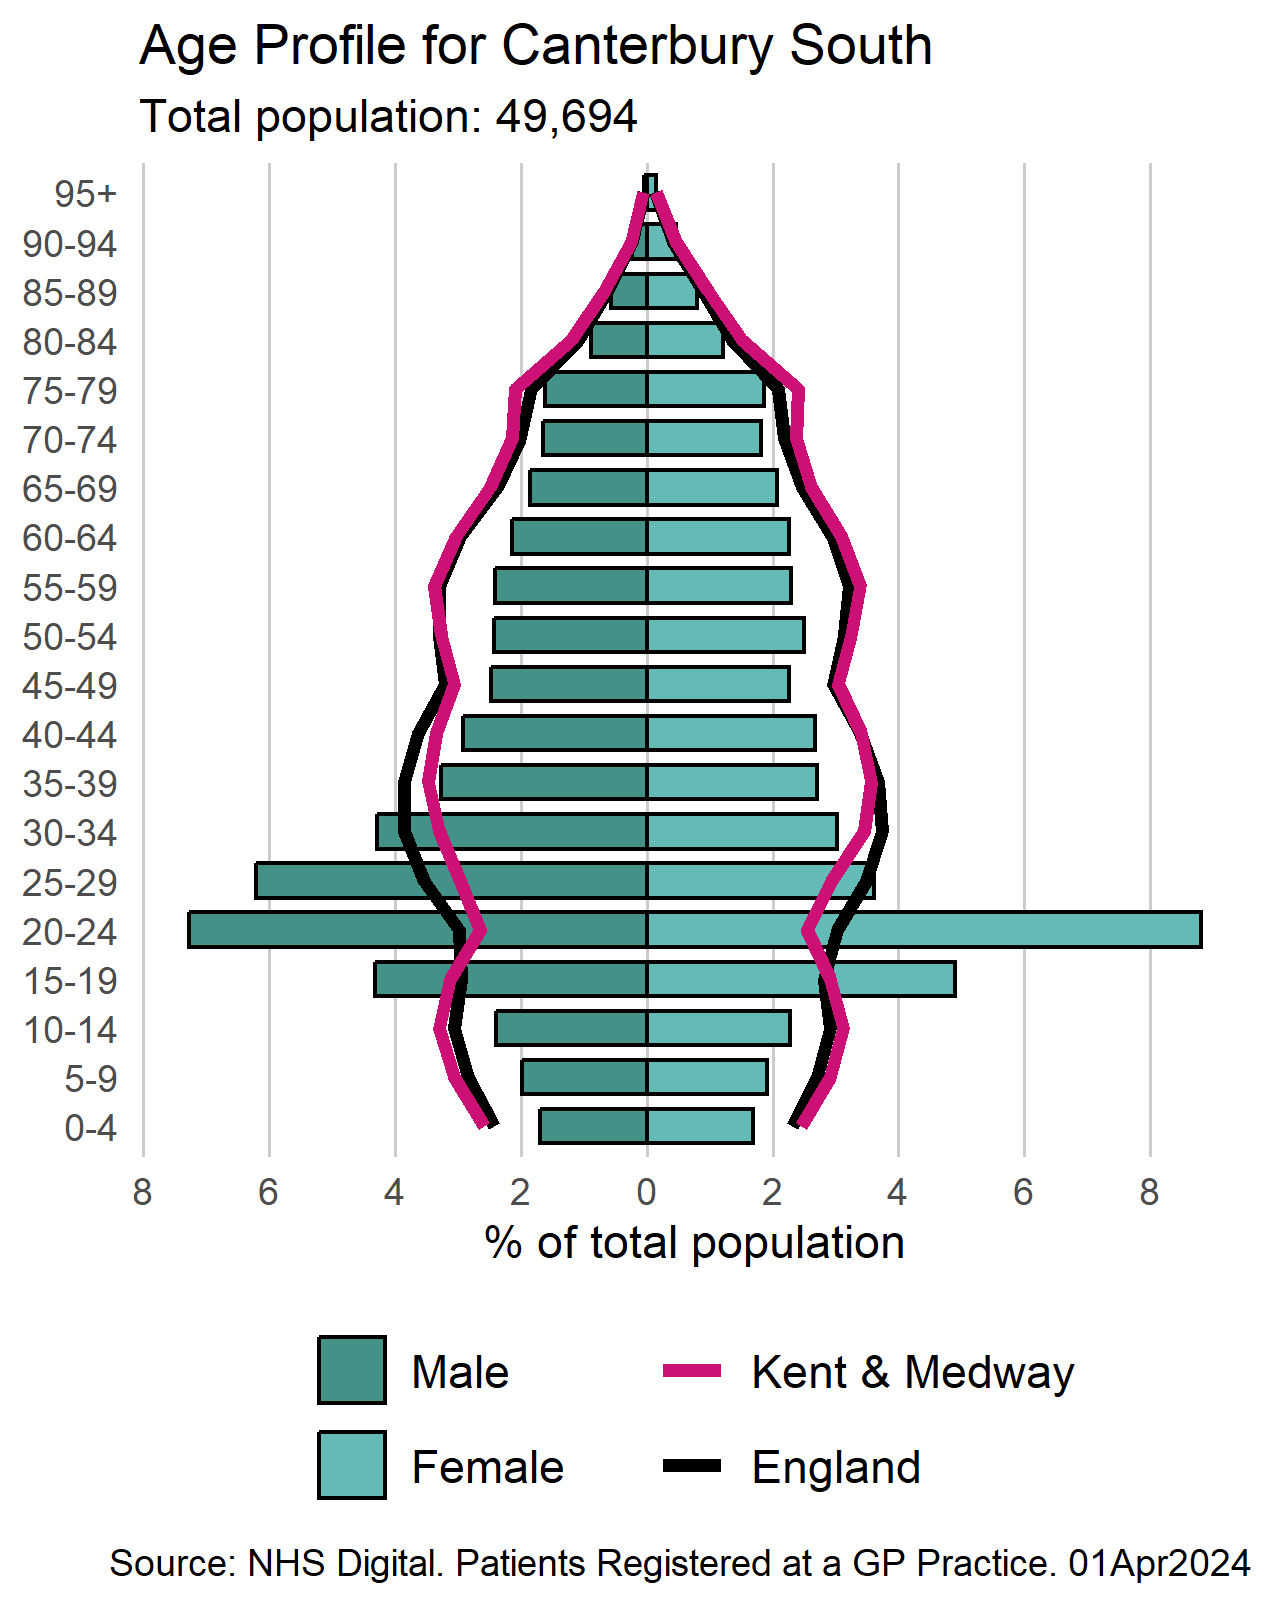 Age Profile for Canterbury South
Total population: 49,694
95+
90-94
85-89
80-84
75-79
70-74
65-69
60-64
55-59
50-54
45-49
40-44
35-39
30-34
25-29
20-24
15-19
10-14
5-9
0-4
8 6 4 2 0 2 4 6 8
% of total population
Male Kent & Medway
Female England
Source: NHS Digital. Patients Registered at a GP Practice. 01Apr2024